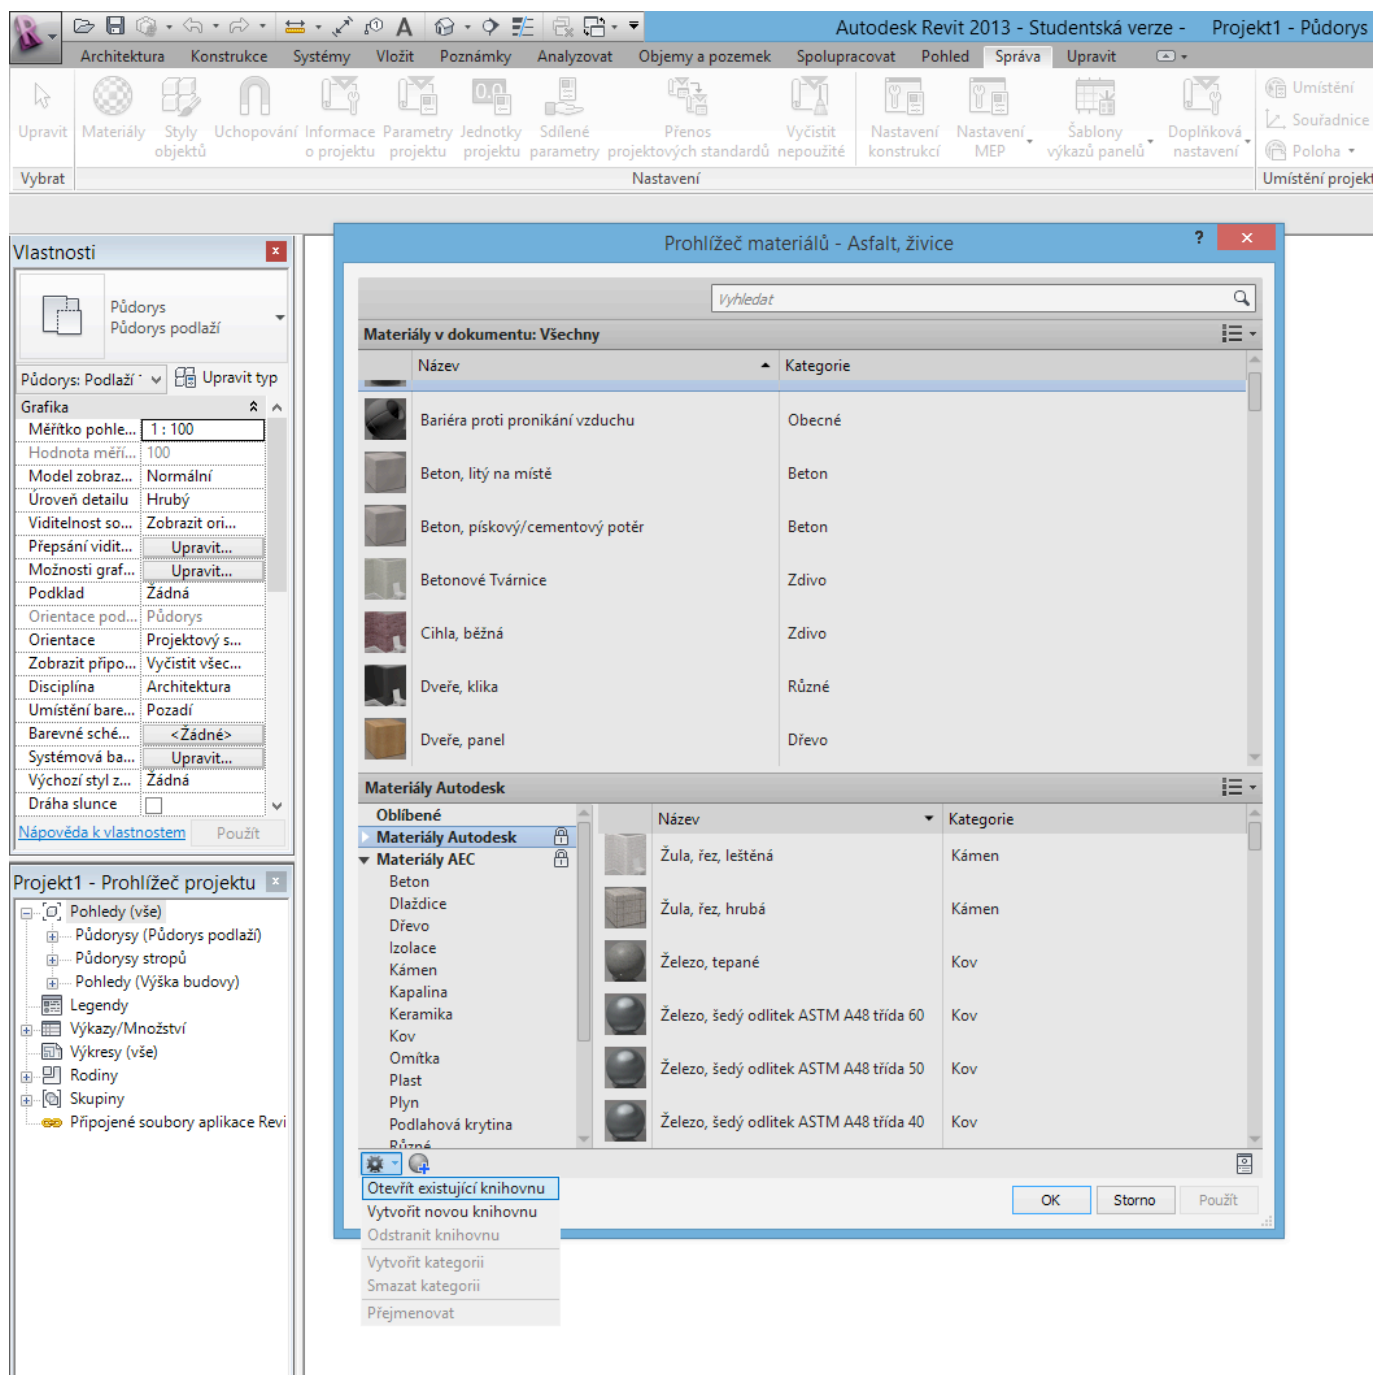 Autodesk Revit 2013 - Studentská verze - Projekt1 - Půdorys
Architektura Konstrukce Systémy Vložit Poznámky Analyzovat Objemy a pozemek Spolupracovat Pohled Správa Upravit
Upravit Materiály Styly objektů Uchopování Informace o projektu Parametry projektu Jednotky projektu Sdílené parametry Přenos projektových standardů Vyčistit nepoužité Nastavení konstrukcí Nastavení MEP Šablony výkazů panelů Doplňková nastavení
Umístění
Souřadnice
Poloha
Vybrat Nastavení Umístění projekt
Vlastnosti
Půdorys
Půdorys podlaží
Půdorys: Podlaží Upravit typ
Grafika
Měřítko pohle... 1 : 100
Hodnota měří... 100
Model zobraz... Normální
Úroveň detailu Hrubý
Viditelnost so... Zobrazit ori...
Přepsání vidit... Upravit...
Možnosti graf... Upravit...
Podklad Žádná
Orientace pod... Půdorys
Orientace Projektový s...
Zobrazit připo... Vyčistit všec...
Disciplína Architektura
Umístění bare... Pozadí
Barevné sché... <Žádné>
Systémová ba... Upravit...
Výchozí styl z... Žádná
Dráha slunce
Nápověda k vlastnostem Použít
Projekt1 - Prohlížeč projektu
Pohledy (vše)
Půdorysy (Půdorys podlaží)
Půdorysy stropů
Pohledy (Výška budovy)
Legendy
Výkazy/Množství
Výkresy (vše)
Rodiny
Skupiny
Připojené soubory aplikace Revi
Prohlížeč materiálů - Asfalt, živice
Vyhledat
Materiály v dokumentu: Všechny
Název Kategorie
Bariéra proti pronikání vzduchu Obecné
Beton, litý na místě Beton
Beton, pískový/cementový potěr Beton
Betonové Tvárnice Zdivo
Cihla, běžná Zdivo
Dveře, klika Různé
Dveře, panel Dřevo
Materiály Autodesk
Oblíbené
Materiály Autodesk
Materiály AEC
Beton
Dlaždice
Dřevo
Izolace
Kámen
Kapalina
Keramika
Kov
Omítka
Plast
Plyn
Podlahová krytina
Různé
Název Kategorie
Žula, řez, leštěná Kámen
Žula, řez, hrubá Kámen
Železo, tepané Kov
Železo, šedý odlitek ASTM A48 třída 60 Kov
Železo, šedý odlitek ASTM A48 třída 50 Kov
Železo, šedý odlitek ASTM A48 třída 40 Kov
Otevřít existující knihovnu
Vytvořit novou knihovnu
Odstranit knihovnu
Vytvořit kategorii
Smazat kategorii
Přejmenovat
OK Storno Použít